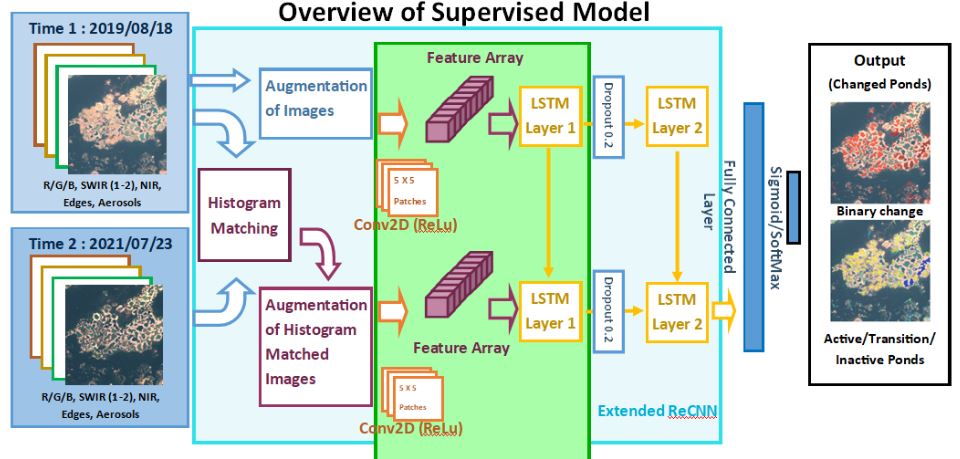 Overview of Supervised Model
Time 1 : 2019/08/18
R/G/B, SWIR (1-2), NIR,
Edges, Aerosols
Time 2 : 2021/07/23
R/G/B, SWIR (1-2), NIR,
Edges, Aerosols
Augmentation
of Images
Histogram
Matching
Augmentation
of Histogram
Matched
Images
Feature Array
5 X 5
Patches
Conv2D (ReLu)
LSTM
Layer 1
Dropout 0.2
LSTM
Layer 2
Feature Array
5 X 5
Patches
Conv2D (ReLu)
LSTM
Layer 1
Dropout 0.2
LSTM
Layer 2
Extended ReCNN
Fully Connected
Layer
Sigmoid/SoftMax
Output
(Changed Ponds)
Binary change
Active/Transition/
Inactive Ponds